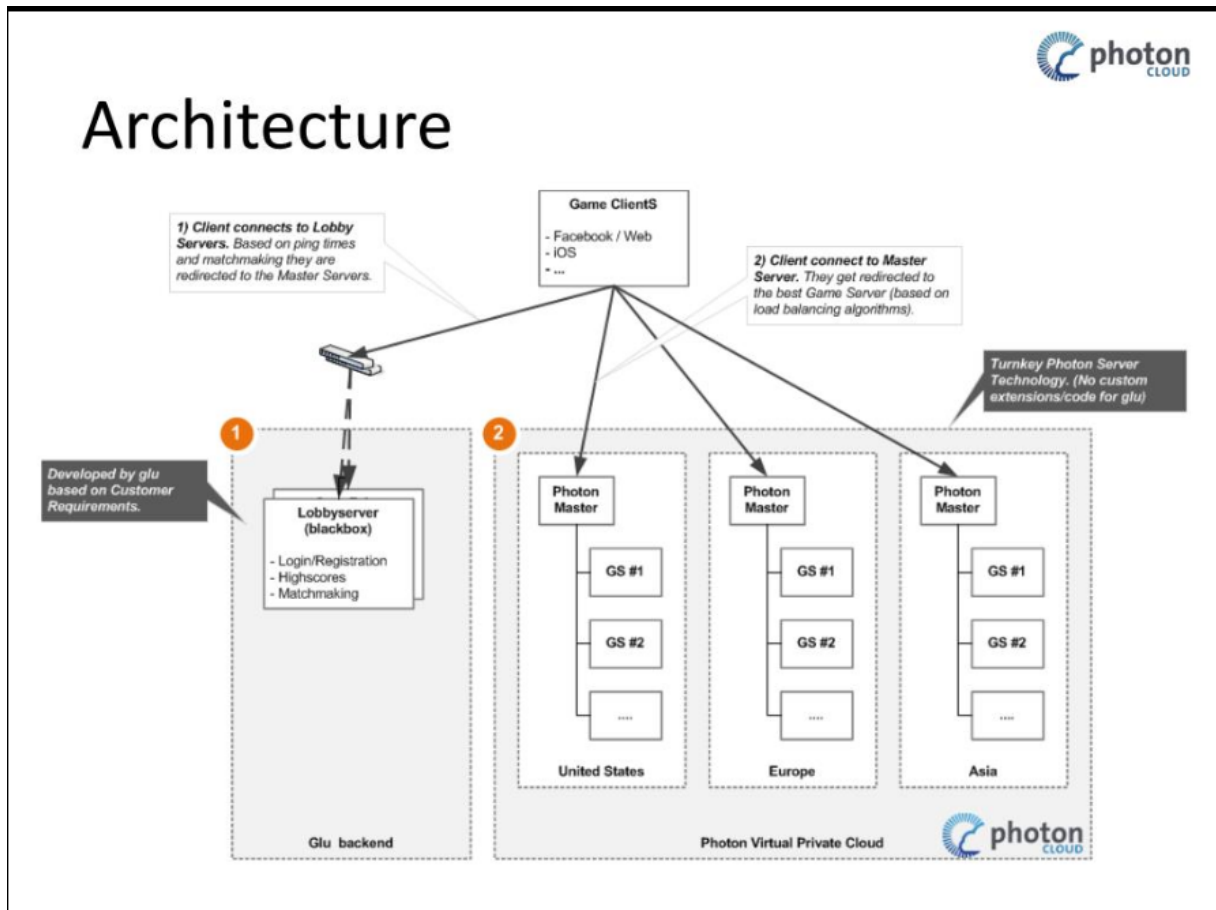 photon
CLOUD
Architecture
Game ClientS
- Facebook / Web
- iOS
- ...
1) Client connects to Lobby
Servers. Based on ping times
and matchmaking they are
redirected to the Master Servers.
2) Client connect to Master
Server. They get redirected to
the best Game Server (based on
load balancing algorithms).
Turnkey Photon Server
Technology. (No custom
extensions/code for glu)
1
Developed by glu
based on Customer
Requirements.
Lobbyserver
(blackbox)
- Login/Registration
- Highscores
- Matchmaking
Glu backend
2
Photon
Master
GS #1
GS #2
....
United States
Photon
Master
GS #1
GS #2
....
Europe
Photon
Master
GS #1
GS #2
....
Asia
Photon Virtual Private Cloud
photon
CLOUD